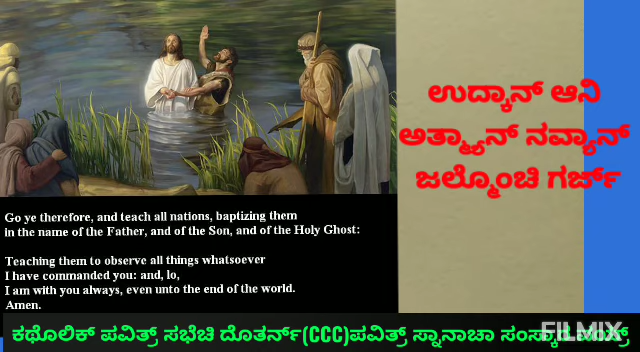 ಉದ್ಕಾನ್ ಆನಿ
ಅತ್ಮ್ಯಾನ್ ನವ್ಯಾನ್
ಜಲ್ಮೊಂಚಿ ಗರ್ಜ್
Go ye therefore, and teach all nations, baptizing them
in the name of the Father, and of the Son, and of the Holy Ghost:
Teaching them to observe all things whatsoever
I have commanded you: and, lo,
I am with you always, even unto the end of the world.
Amen.
ಕಥೊಲಿಕ್ ಪವಿತ್ರ್ ಸಭೆಚಿ ದೊತರ್ನ್(CCC)ಪವಿತ್ರ್ ಸ್ನಾನಾಚಾ ಸಂಸ್ಕಾರ
FILMIX